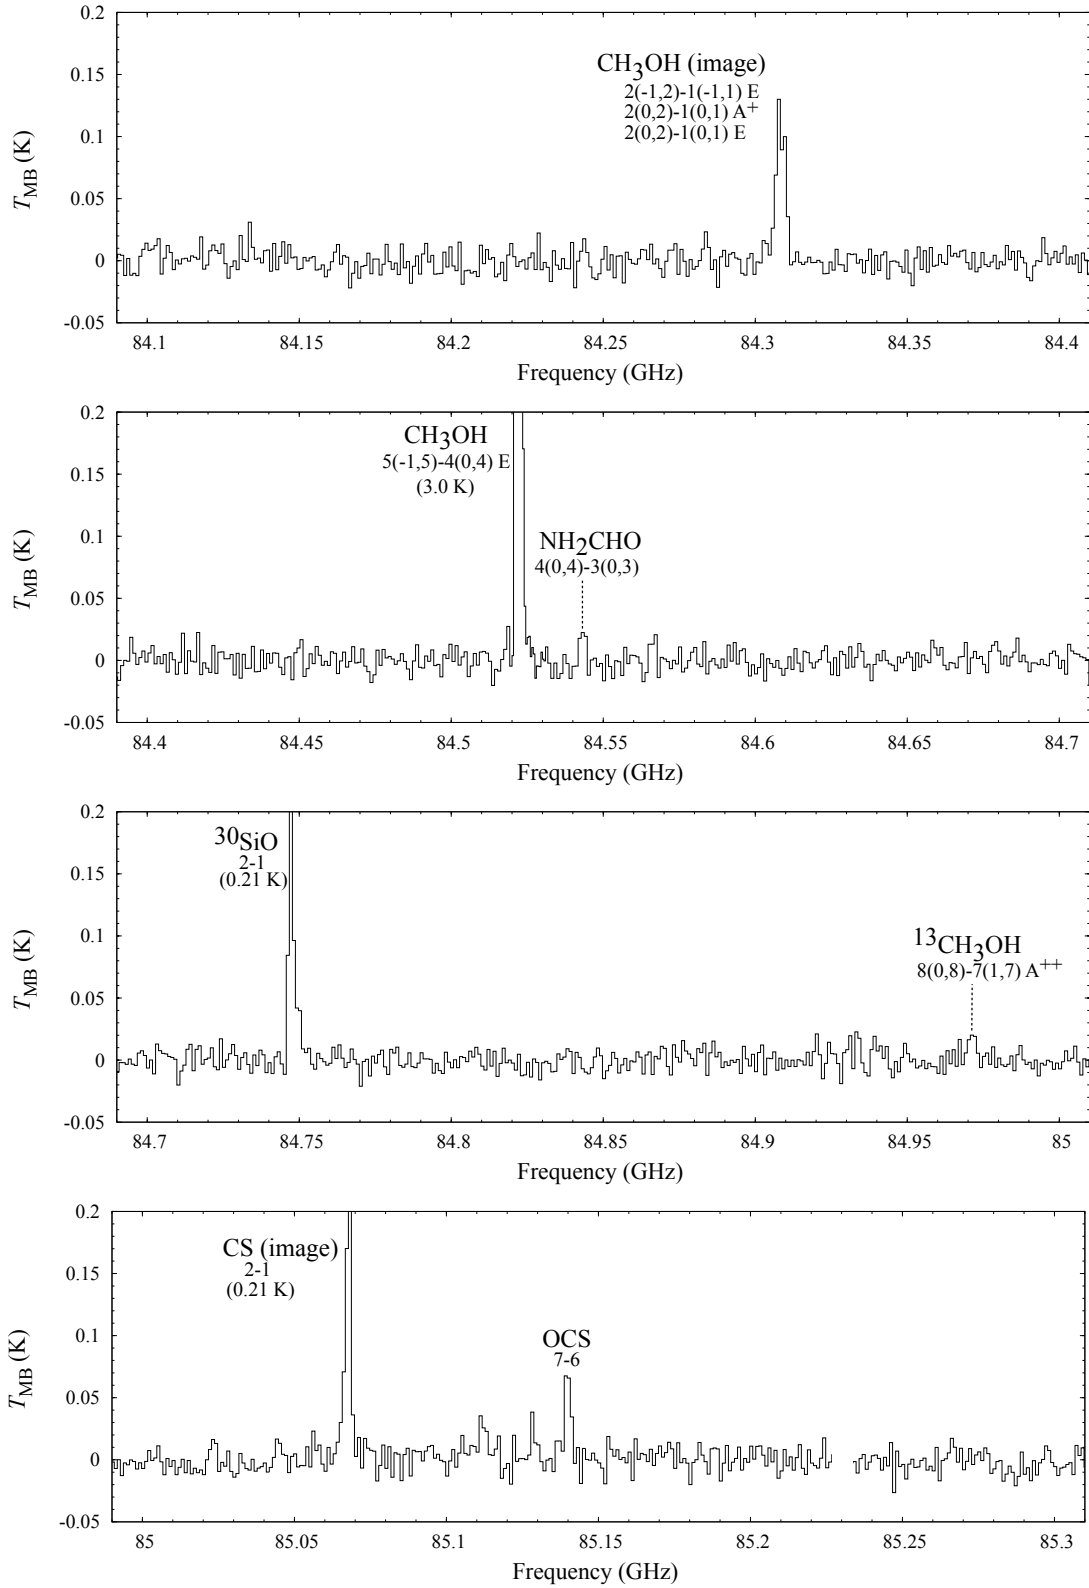 0.2
0.15
0.1
0.05
0
-0.05
T_MB (K)
CH3OH (image)
2(-1,2)-1(-1,1) E
2(0,2)-1(0,1) A+
2(0,2)-1(0,1) E
84.1 84.15 84.2 84.25 84.3 84.35 84.4
Frequency (GHz)
0.2
0.15
0.1
0.05
0
-0.05
T_MB (K)
CH3OH
5(-1,5)-4(0,4) E
(3.0 K)
NH2CHO
4(0,4)-3(0,3)
84.4 84.45 84.5 84.55 84.6 84.65 84.7
Frequency (GHz)
0.2
0.15
0.1
0.05
0
-0.05
T_MB (K)
30SiO
2-1
(0.21 K)
13CH3OH
8(0,8)-7(1,7) A++
84.7 84.75 84.8 84.85 84.9 84.95 85
Frequency (GHz)
0.2
0.15
0.1
0.05
0
-0.05
T_MB (K)
CS (image)
2-1
(0.21 K)
OCS
7-6
85 85.05 85.1 85.15 85.2 85.25 85.3
Frequency (GHz)